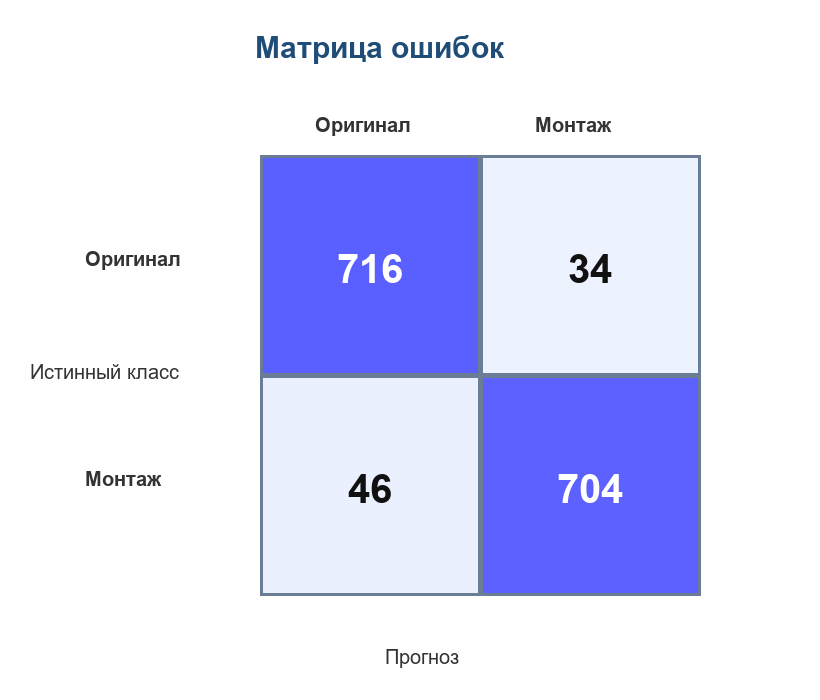 Матрица ошибок
Оригинал Монтаж
Оригинал 716 34
Истинный класс
Монтаж 46 704
Прогноз